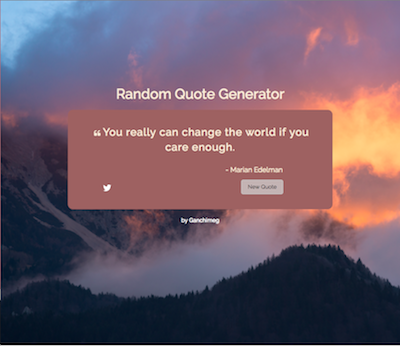 Random Quote Generator
❝ You really can change the world if you
care enough.
- Marian Edelman
New Quote
by Ganchimeg